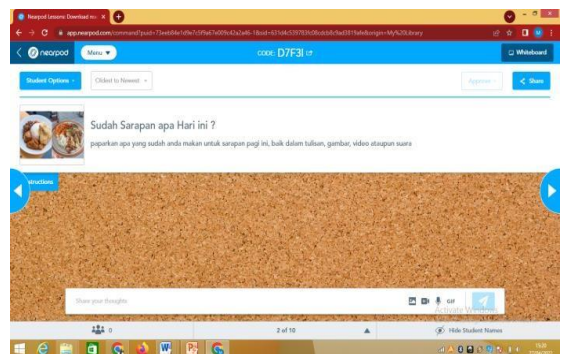 Nearpod Lessons: Download rea
app.nearpod.com
nearpod
Menu
CODE: D7F3I
Whiteboard
Student Options
Oldest to Newest
Approve
Share
Sudah Sarapan apa Hari ini ?
paparkan apa yang sudah anda makan untuk sarapan pagi ini, baik dalam tulisan, gambar, video ataupun suara
structions
Share your thoughts
GIF
Activate Windows
0
2 of 10
Hide Student Names